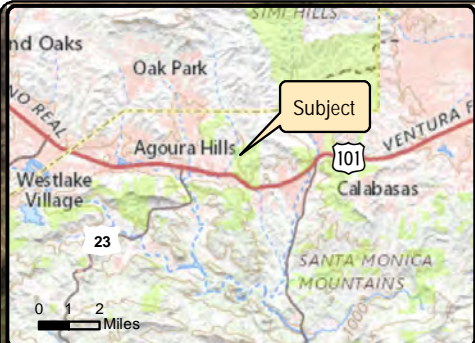 SIMI HILLS
nd Oaks
Oak Park
Subject
NO REAL
Agoura Hills
101
VENTURA
Westlake
Village
Calabasas
23
SANTA MONICA
MOUNTAINS
1000
0 1 2
Miles